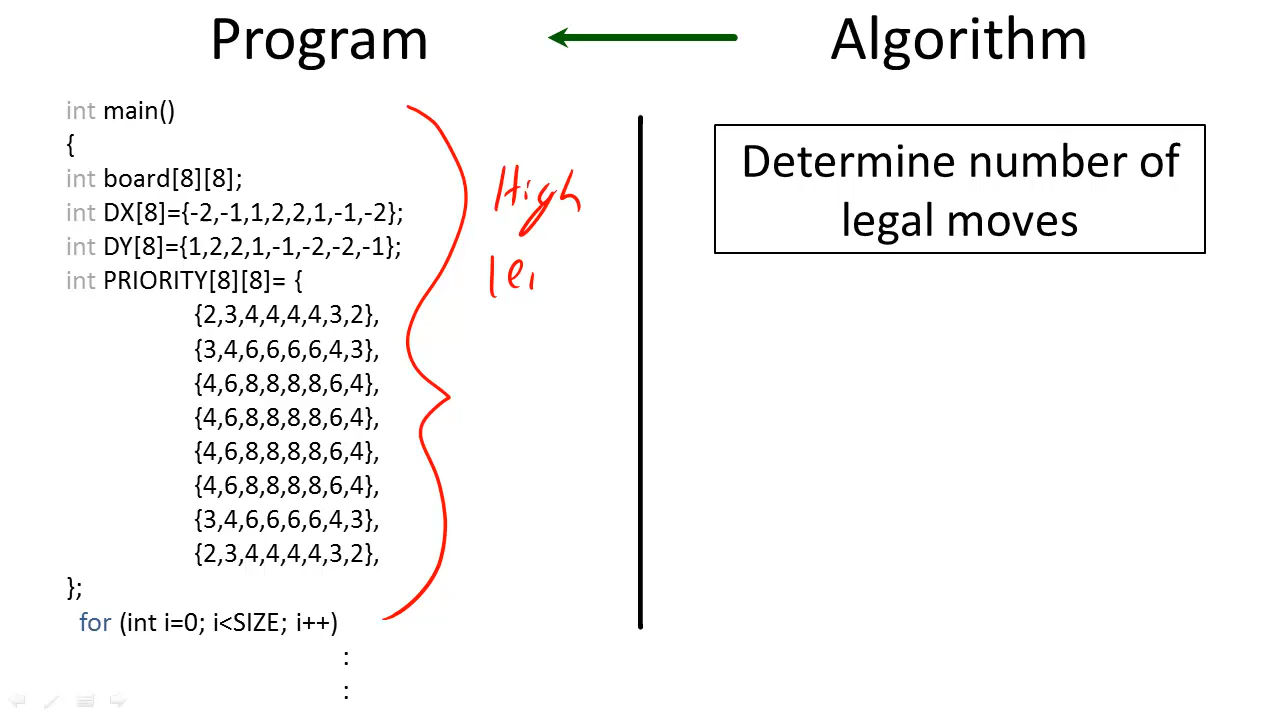 Program
Algorithm
int main()
{
int board[8][8];
int DX[8]={-2,-1,1,2,2,1,-1,-2};
int DY[8]={1,2,2,1,-1,-2,-2,-1};
int PRIORITY[8][8]= {
{2,3,4,4,4,4,3,2},
{3,4,6,6,6,6,4,3},
{4,6,8,8,8,8,6,4},
{4,6,8,8,8,8,6,4},
{4,6,8,8,8,8,6,4},
{4,6,8,8,8,8,6,4},
{3,4,6,6,6,6,4,3},
{2,3,4,4,4,4,3,2},
};
for (int i=0; i<SIZE; i++)
:
:
High
Determine number of
legal moves